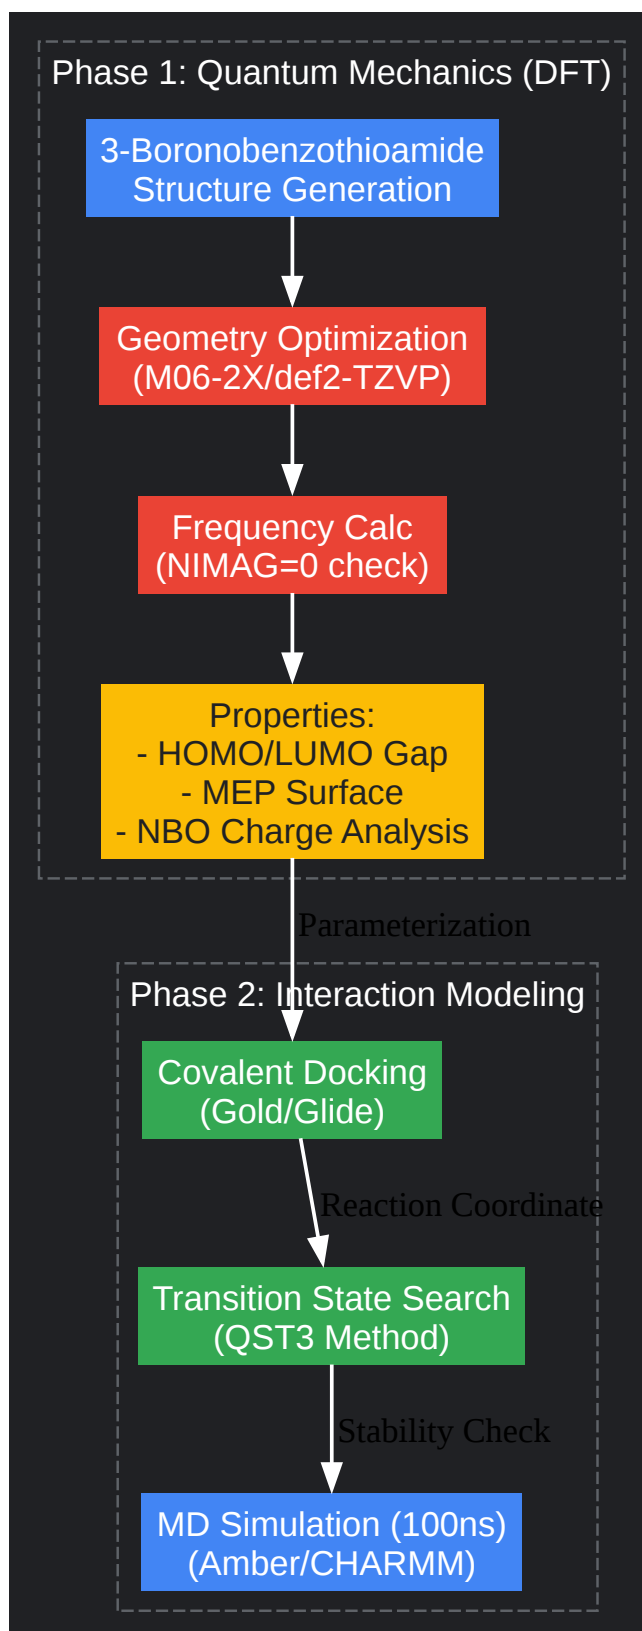 Phase 1: Quantum Mechanics (DFT)
3-Boronobenzothioamide
Structure Generation
Geometry Optimization
(M06-2X/def2-TZVP)
Frequency Calc
(NIMAG=0 check)
Properties:
- HOMO/LUMO Gap
- MEP Surface
- NBO Charge Analysis
Parameterization
Phase 2: Interaction Modeling
Covalent Docking
(Gold/Glide)
Reaction Coordinate
Transition State Search
(QST3 Method)
Stability Check
MD Simulation (100ns)
(Amber/CHARMM)